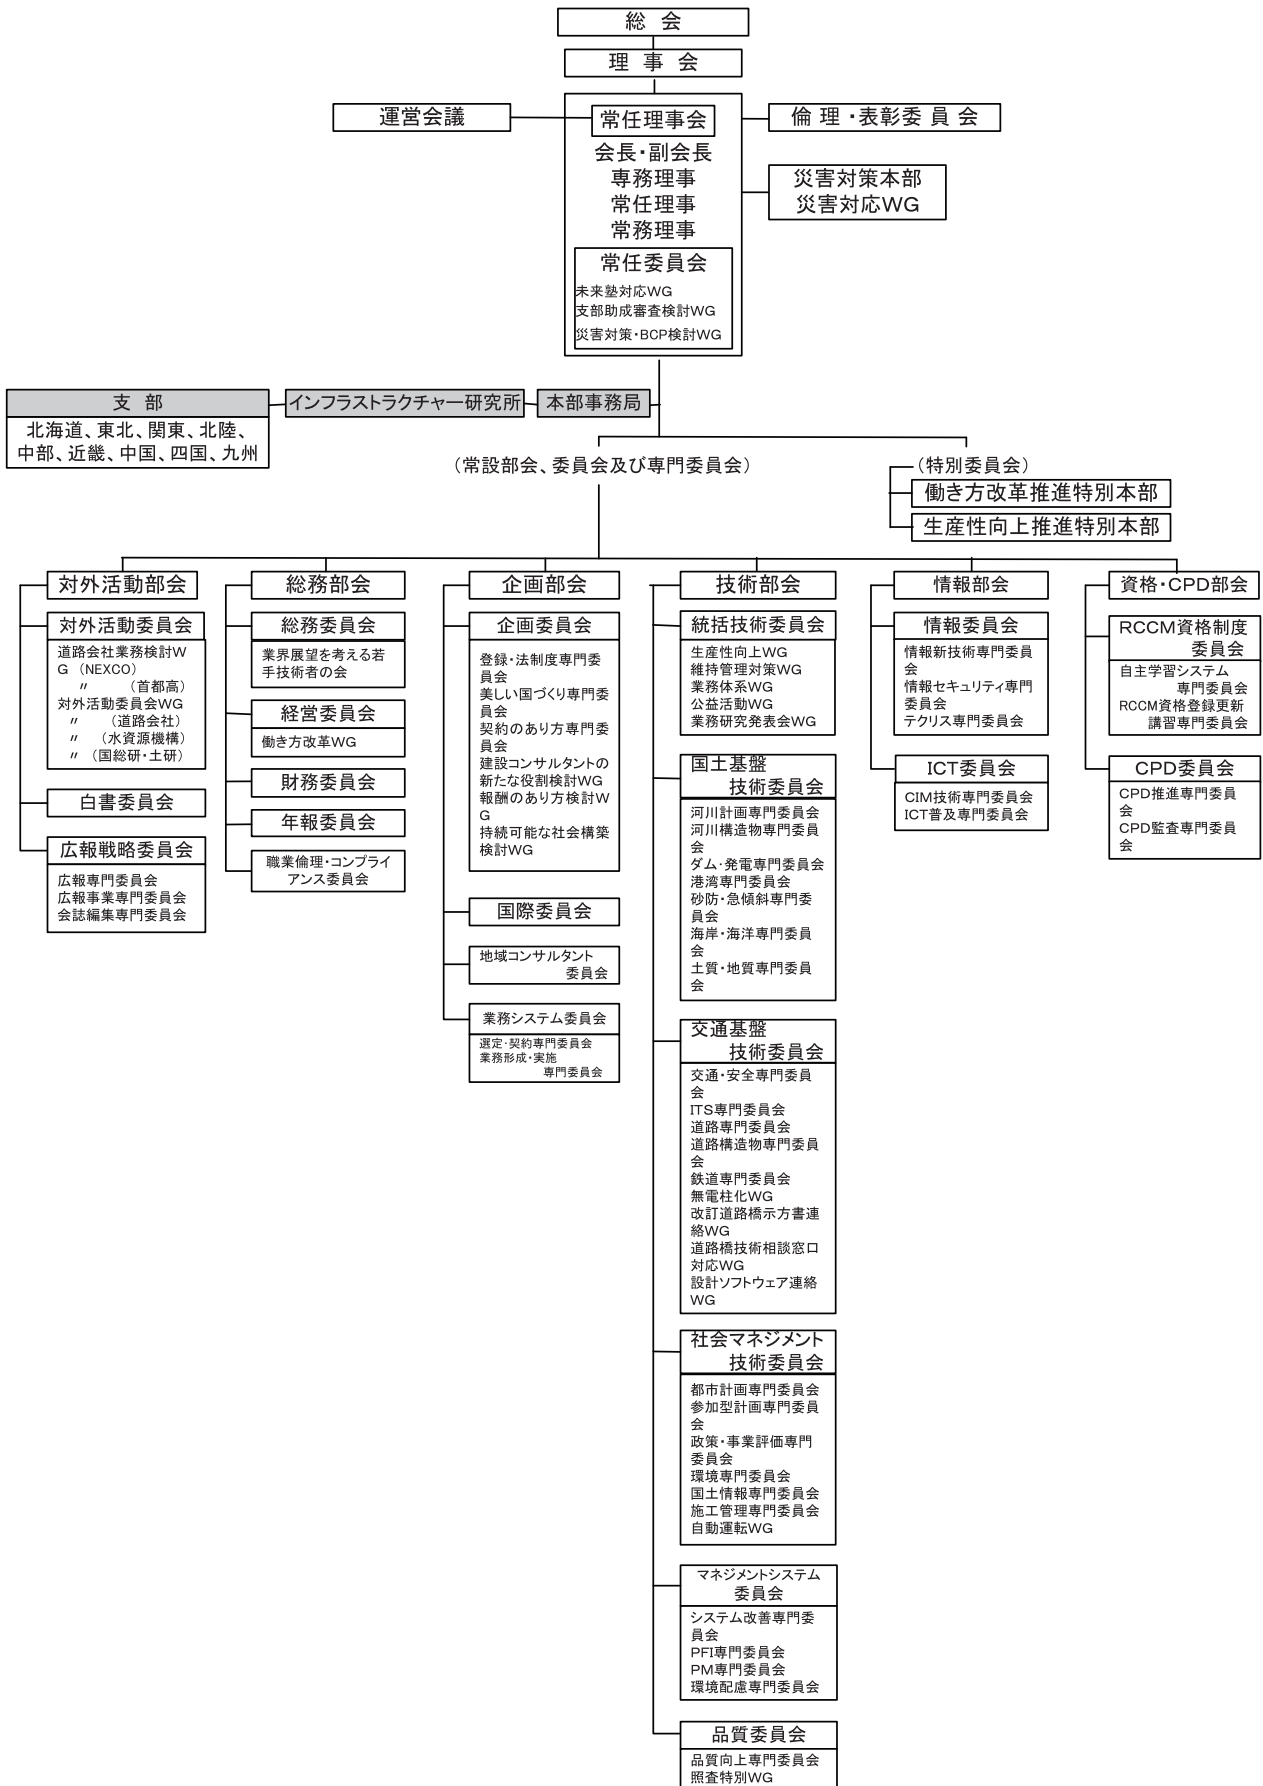 総 会
理 事 会
運営会議
常任理事会
倫 理 ・表彰委 員 会
会長・副会長
専務理事
常任理事
常務理事
災害対策本部
災害対応WG
常任委員会
未来塾対応WG
支部助成審査検討WG
災害対策・BCP検討WG
支 部
北海道、東北、関東、北陸、
中部、近畿、中国、四国、九州
インフラストラクチャー研究所
本部事務局
(常設部会、委員会及び専門委員会)
(特別委員会)
働き方改革推進特別本部
生産性向上推進特別本部
対外活動部会
対外活動委員会
道路会社業務検討W
G (NEXCO)
〃 (首都高)
対外活動委員会WG
〃 (道路会社)
〃 (水資源機構)
〃 (国総研・土研)
白書委員会
広報戦略委員会
広報専門委員会
広報事業専門委員会
会誌編集専門委員会
総務部会
総務委員会
業界展望を考える若
手技術者の会
経営委員会
働き方改革WG
財務委員会
年報委員会
職業倫理・コンプライ
アンス委員会
企画部会
企画委員会
登録・法制度専門委
員会
美しい国づくり専門委
員会
契約のあり方専門委
員会
建設コンサルタントの
新たな役割検討WG
報酬のあり方検討W
G
持続可能な社会構築
検討WG
国際委員会
地域コンサルタント
委員会
業務システム委員会
選定・契約専門委員会
業務形成・実施
専門委員会
技術部会
統括技術委員会
生産性向上WG
維持管理対策WG
業務体系WG
公益活動WG
業務研究発表会WG
国土基盤
技術委員会
河川計画専門委員会
河川構造物専門委員
会
ダム・発電専門委員会
港湾専門委員会
砂防・急傾斜専門委
員会
海岸・海洋専門委員
会
土質・地質専門委員
会
交通基盤
技術委員会
交通・安全専門委員
会
ITS専門委員会
道路専門委員会
道路構造物専門委員
会
鉄道専門委員会
無電柱化WG
改訂道路橋示方書連
絡WG
道路橋技術相談窓口
対応WG
設計ソフトウェア連絡
WG
社会マネジメント
技術委員会
都市計画専門委員会
参加型計画専門委員
会
政策・事業評価専門
委員会
環境専門委員会
国土情報専門委員会
施工管理専門委員会
自動運転WG
マネジメントシステム
委員会
システム改善専門委
員会
PFI専門委員会
PM専門委員会
環境配慮専門委員会
品質委員会
品質向上専門委員会
照査特別WG
情報部会
情報委員会
情報新技術専門委員
会
情報セキュリティ専門
委員会
テクリス専門委員会
ICT委員会
CIM技術専門委員会
ICT普及専門委員会
資格・CPD部会
RCCM資格制度
委員会
自主学習システム
専門委員会
RCCM資格登録更新
講習専門委員会
CPD委員会
CPD推進専門委員
会
CPD監査専門委員
会